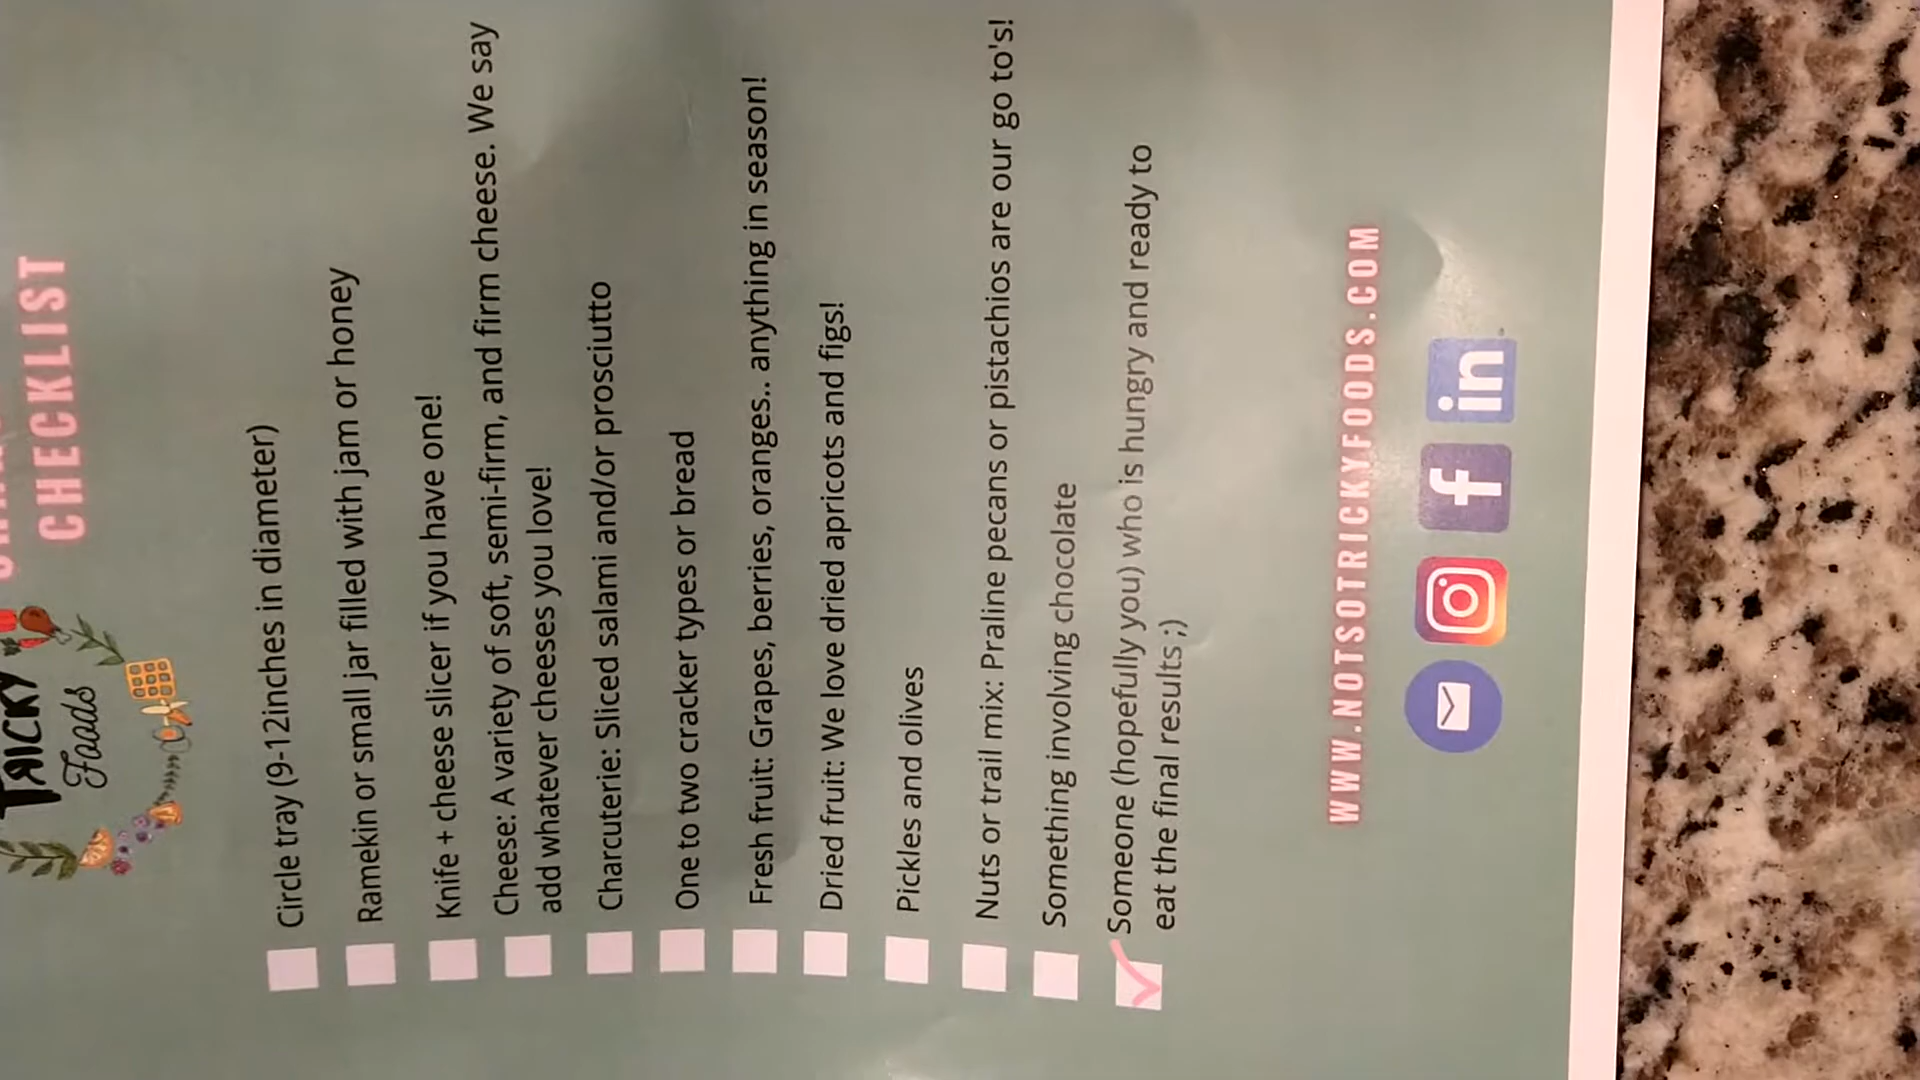 TRICKY
Foods
CHECKLIST
Circle tray (9-12inches in diameter)
Ramekin or small jar filled with jam or honey
Knife + cheese slicer if you have one!
Cheese: A variety of soft, semi-firm, and firm cheese. We say
add whatever cheeses you love!
Charcuterie: Sliced salami and/or prosciutto
One to two cracker types or bread
Fresh fruit: Grapes, berries, oranges.. anything in season!
Dried fruit: We love dried apricots and figs!
Pickles and olives
Nuts or trail mix: Praline pecans or pistachios are our go to's!
Something involving chocolate
Someone (hopefully you) who is hungry and ready to
eat the final results ;)
WWW.NOTSOTRICKYFOODS.COM
f
in